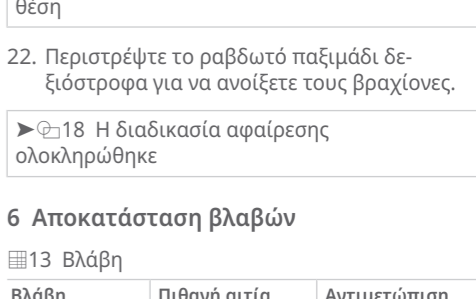 θέση
22. Περιστρέψτε το ραβδωτό παξιμάδι δε-
ξιόστροφα για να ανοίξετε τους βραχίονες.
➤ 18 Η διαδικασία αφαίρεσης
ολοκληρώθηκε
6 Αποκατάσταση βλαβών
13 Βλάβη
Βλάβη Πιθανή αιτία Αντιμετώπιση